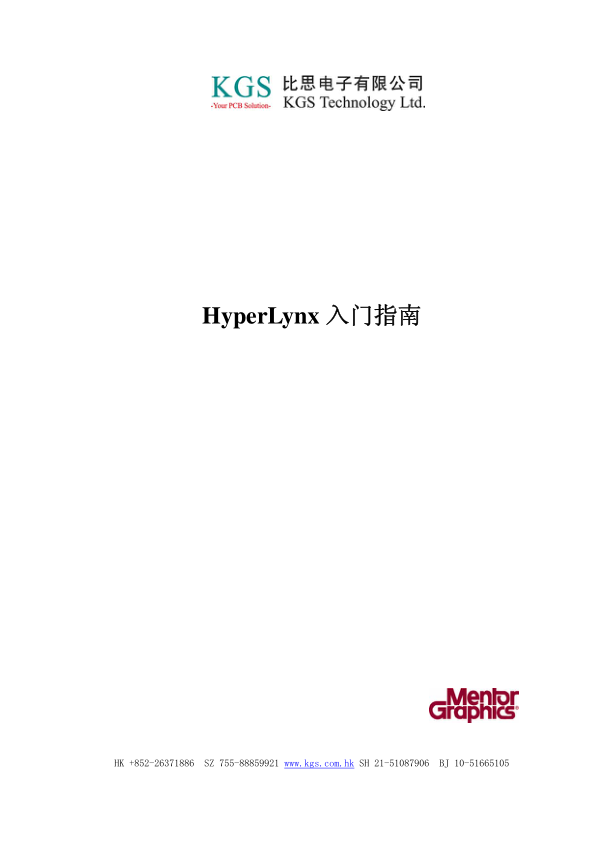 KGS 比思电子有限公司
-Your PCB Solution- KGS Technology Ltd.
HyperLynx 入门指南
Mentor
Graphics®
HK +852-26371886 SZ 755-88859921 www.kgs.com.hk SH 21-51087906 BJ 10-51665105